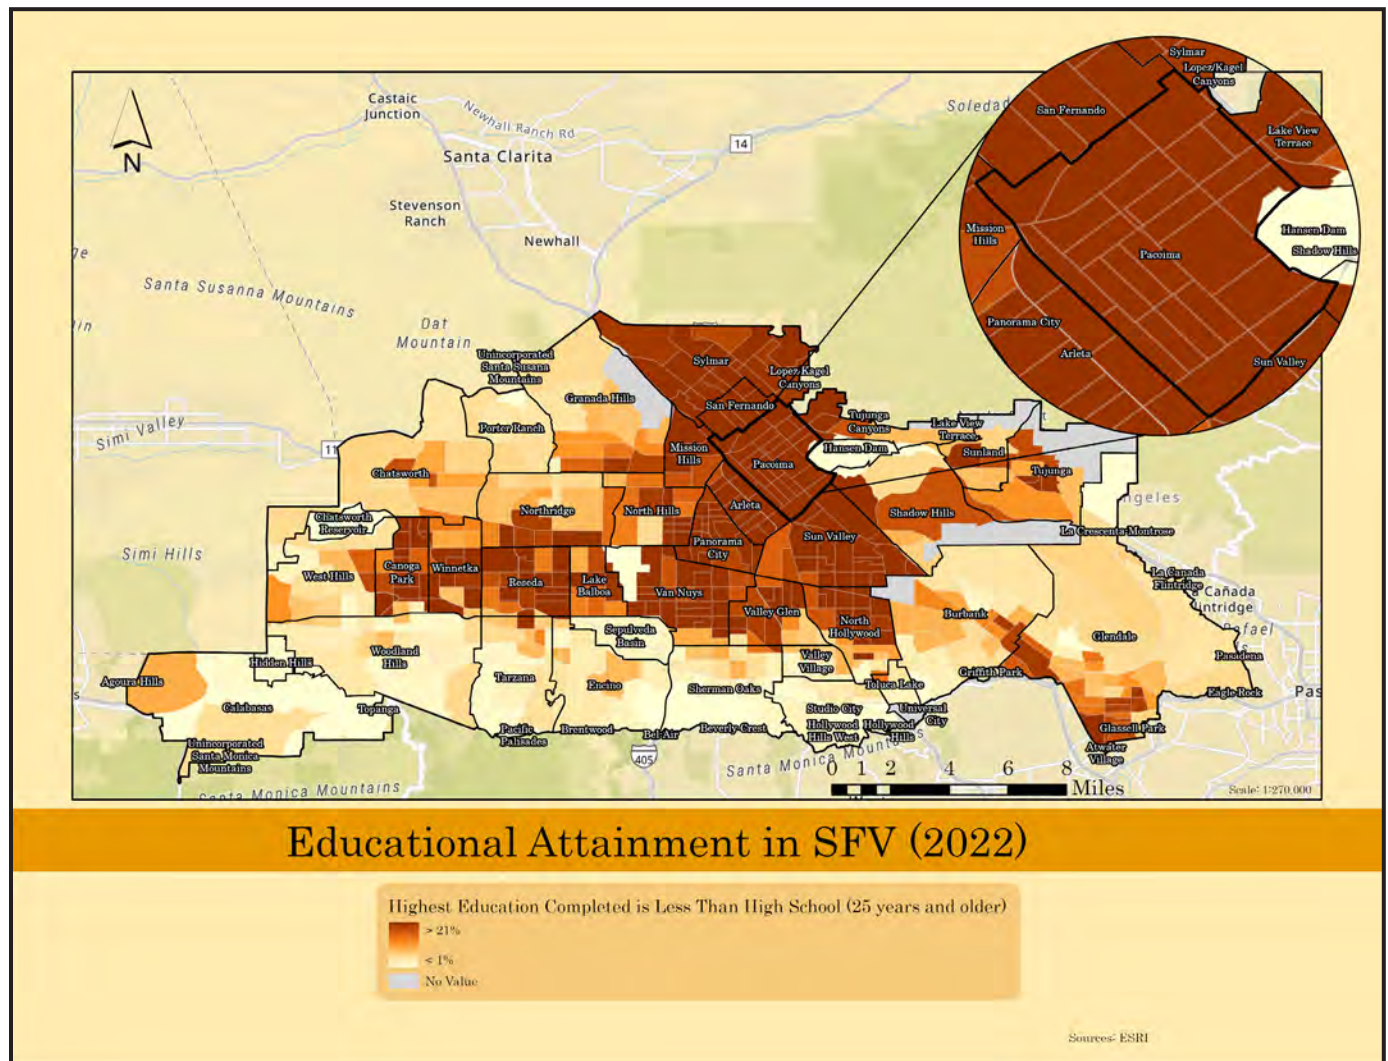 Sylmar
Lopez/Kagel
Canyons
San Fernando
Lake View
Terrace
Mission
Hills
Hansen Dam
Shadow Hills
Pacoima
Panorama City
Arleta
Sun Valley
N
Castaic
Junction
Newhall Ranch Rd
Soledad
14
Santa Clarita
Stevenson
Ranch
Newhall
Santa Susanna Mountains
Dat
Mountain
Simi Valley
11
Simi Hills
Unincorporated
Santa Susana
Mountains
Sylmar
Lopez/Kagel
Canyons
Granada Hills
San Fernando
Porter Ranch
Tujunga
Canyons
Lake View
Terrace
Mission
Hills
Hansen Dam
Sunland
Pacoima
Tujunga
Chatsworth
Arleta
Northridge
North Hills
Shadow Hills
ngeles
Chatsworth
Reservoir
La Crescenta-Montrose
Panorama
City
Sun Valley
West Hills
Canoga
Park
Winnetka
Reseda
Lake
Balboa
Van Nuys
La Canada
Flintridge
Cañada
lintridge
Valley Glen
North
Hollywood
Burbank
Glendale
Rafael
Sepulveda
Basin
Woodland
Hills
Hidden Hills
Valley
Village
Pasadena
Agoura Hills
Tarzana
Encino
Sherman Oaks
Toluca Lake
Griffith Park
Eagle Rock
Pas
Calabasas
Topanga
Studio City
Universal
City
Hollywood
Hills West
Hollywood
Hills
Pacific
Palisades
Brentwood
Bel-Air
Beverly Crest
Glassell Park
Atwater
Village
Unincorporated
Santa Monica
Mountains
405
Santa Monica Mountains
Santa Monica Mountains
0 1 2 4 6 8
Miles
Scale: 1:270,000
Educational Attainment in SFV (2022)
Highest Education Completed is Less Than High School (25 years and older)
> 21%
< 1%
No Value
Sources: ESRI